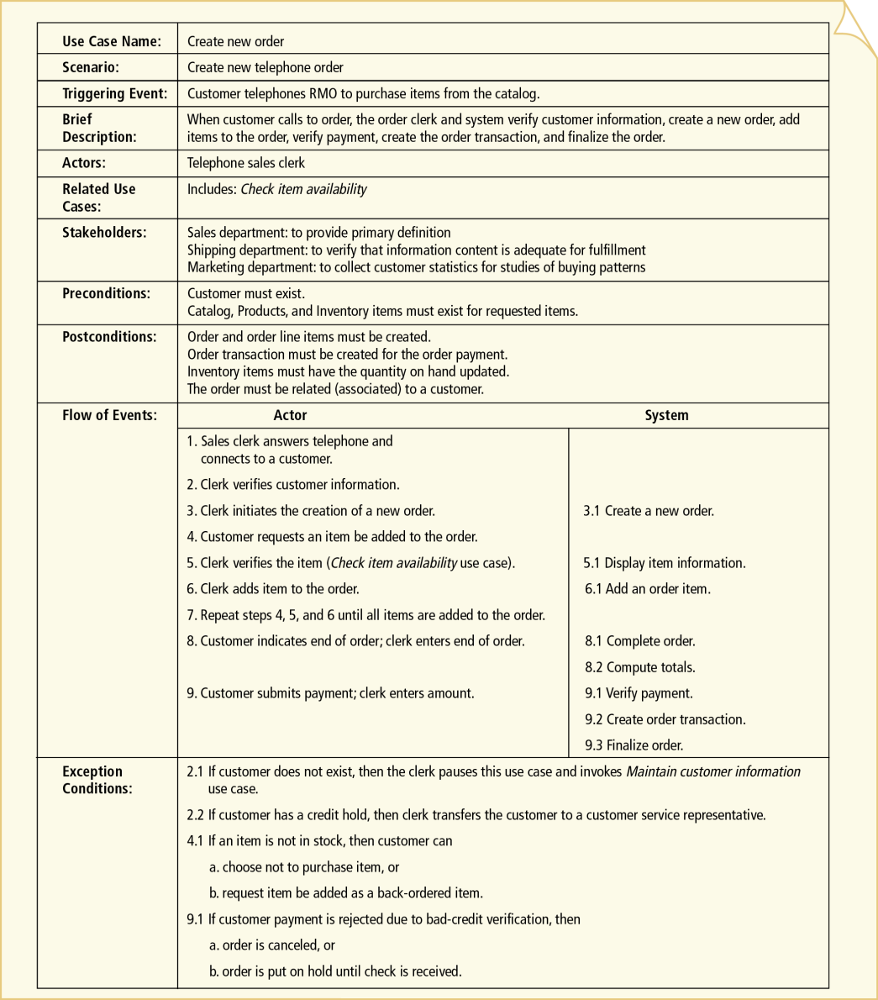 Use Case Name: Create new order
Scenario: Create new telephone order
Triggering Event: Customer telephones RMO to purchase items from the catalog.
Brief Description: When customer calls to order, the order clerk and system verify customer information, create a new order, add
items to the order, verify payment, create the order transaction, and finalize the order.
Actors: Telephone sales clerk
Related Use Cases: Includes: Check item availability
Stakeholders: Sales department: to provide primary definition
Shipping department: to verify that information content is adequate for fulfillment
Marketing department: to collect customer statistics for studies of buying patterns
Preconditions: Customer must exist.
Catalog, Products, and Inventory items must exist for requested items.
Postconditions: Order and order line items must be created.
Order transaction must be created for the order payment.
Inventory items must have the quantity on hand updated.
The order must be related (associated) to a customer.
Flow of Events: Actor System
1. Sales clerk answers telephone and
connects to a customer.
2. Clerk verifies customer information.
3. Clerk initiates the creation of a new order. 3.1 Create a new order.
4. Customer requests an item be added to the order.
5. Clerk verifies the item (Check item availability use case). 5.1 Display item information.
6. Clerk adds item to the order. 6.1 Add an order item.
7. Repeat steps 4, 5, and 6 until all items are added to the order.
8. Customer indicates end of order; clerk enters end of order. 8.1 Complete order.
8.2 Compute totals.
9. Customer submits payment; clerk enters amount. 9.1 Verify payment.
9.2 Create order transaction.
9.3 Finalize order.
Exception Conditions: 2.1 If customer does not exist, then the clerk pauses this use case and invokes Maintain customer information
use case.
2.2 If customer has a credit hold, then clerk transfers the customer to a customer service representative.
4.1 If an item is not in stock, then customer can
a. choose not to purchase item, or
b. request item be added as a back-ordered item.
9.1 If customer payment is rejected due to bad-credit verification, then
a. order is canceled, or
b. order is put on hold until check is received.